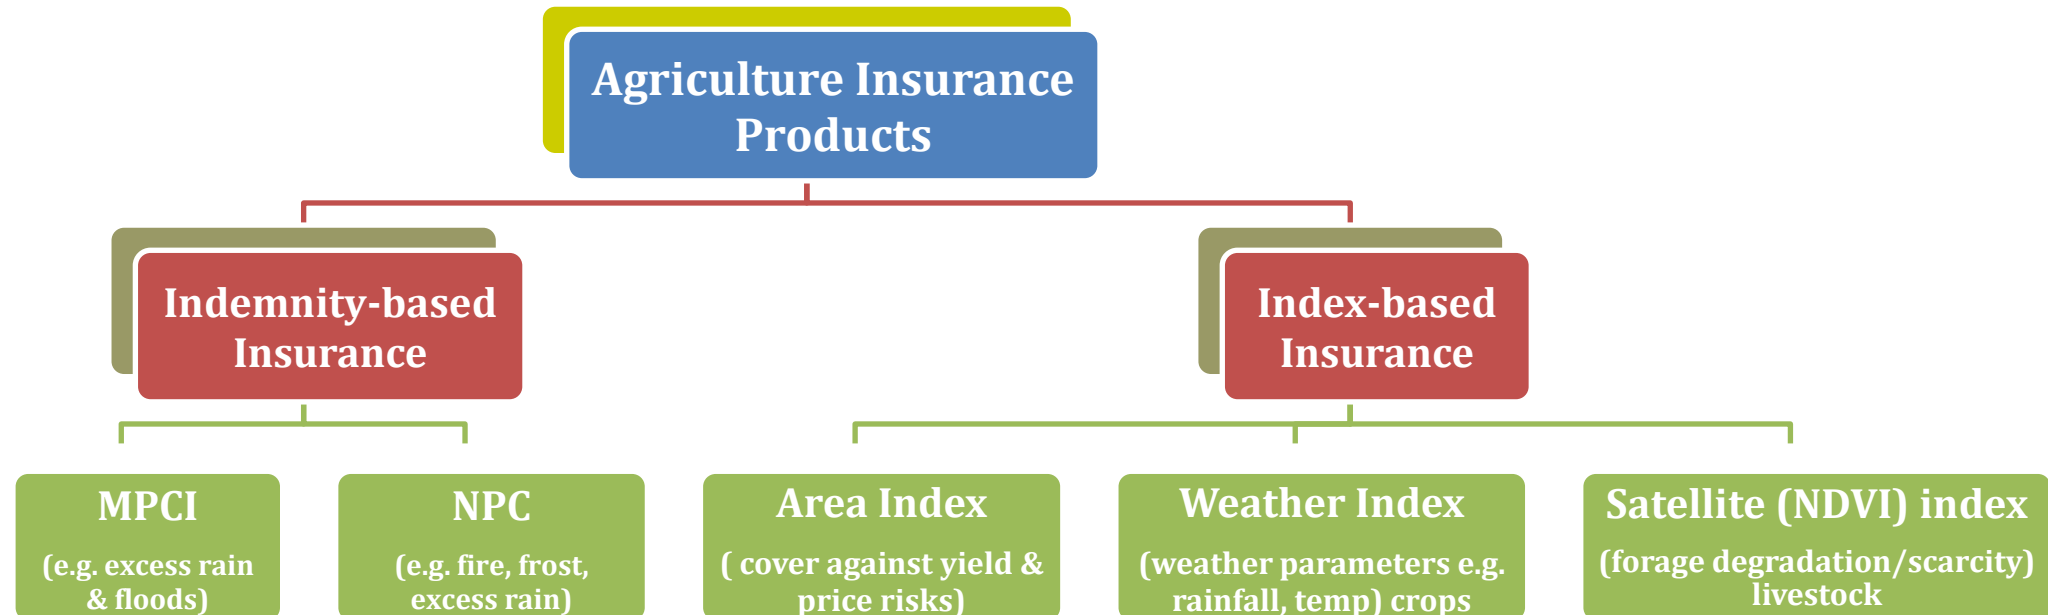 Agriculture Insurance
Products
Indemnity-based
Insurance
Index-based
Insurance
MPCI
(e.g. excess rain
& floods)
NPC
(e.g. fire, frost,
excess rain)
Area Index
( cover against yield &
price risks)
Weather Index
(weather parameters e.g.
rainfall, temp) crops
Satellite (NDVI) index
(forage degradation/scarcity)
livestock